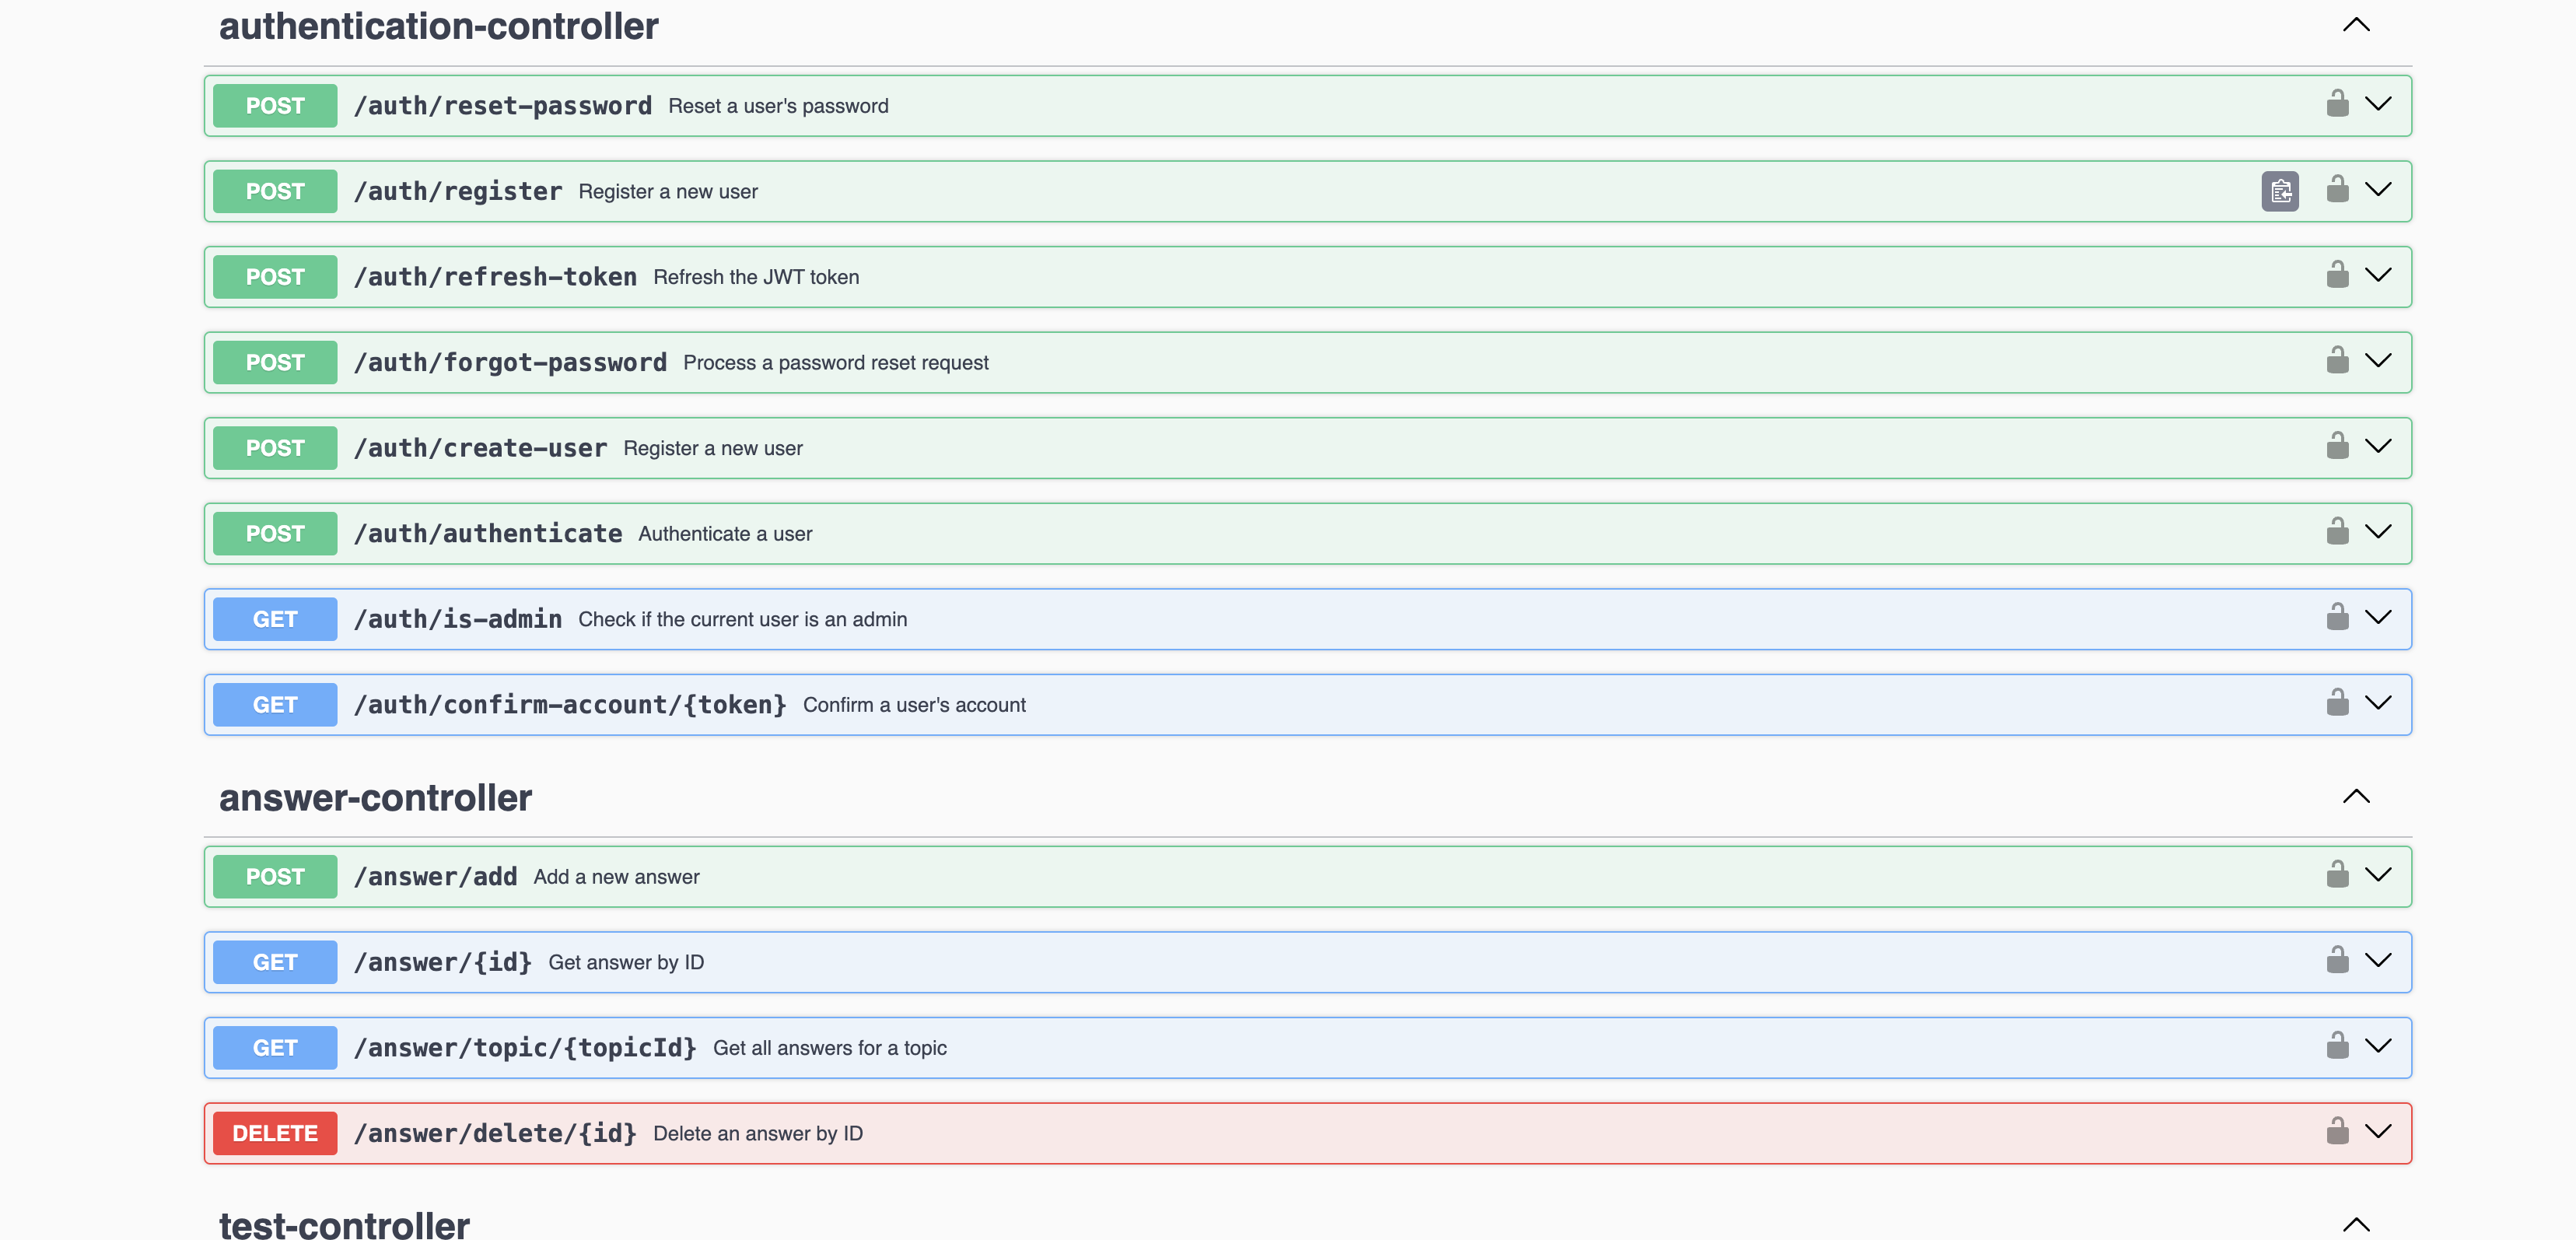 authentication-controller
POST /auth/reset-password Reset a user's password
POST /auth/register Register a new user
POST /auth/refresh-token Refresh the JWT token
POST /auth/forgot-password Process a password reset request
POST /auth/create-user Register a new user
POST /auth/authenticate Authenticate a user
GET /auth/is-admin Check if the current user is an admin
GET /auth/confirm-account/{token} Confirm a user's account
answer-controller
POST /answer/add Add a new answer
GET /answer/{id} Get answer by ID
GET /answer/topic/{topicId} Get all answers for a topic
DELETE /answer/delete/{id} Delete an answer by ID
test-controller